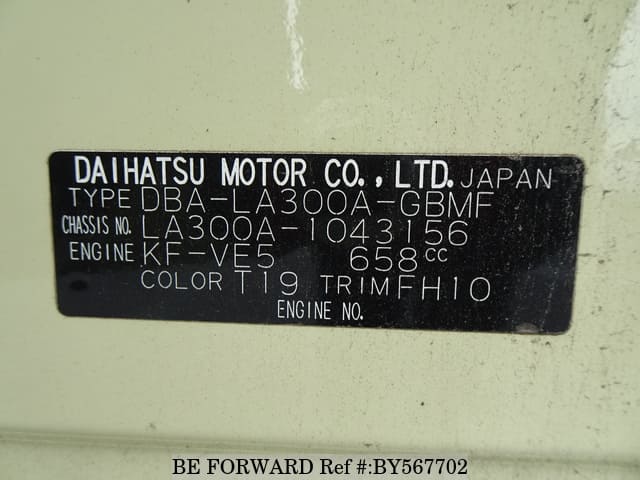 DAIHATSU MOTOR CO., LTD. JAPAN
TYPE DBA-LA300A-GBMF
CHASSIS NO. LA300A-1043156
ENGINE KF-VE5 658cc
COLOR T19 TRIM FH10
ENGINE NO.
BE FORWARD Ref #:BY567702